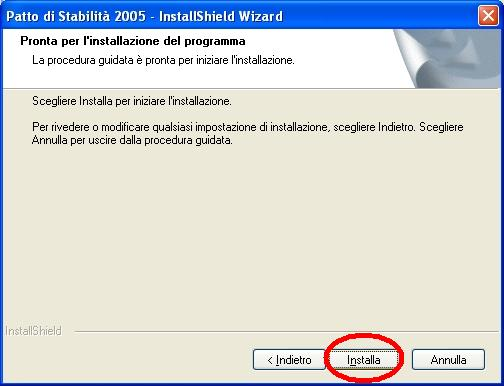 Patto di Stabilità 2005 - InstallShield Wizard
Pronta per l'installazione del programma
La procedura guidata è pronta per iniziare l'installazione.
Scegliere Installa per iniziare l'installazione.
Per rivedere o modificare qualsiasi impostazione di installazione, scegliere Indietro. Scegliere
Annulla per uscire dalla procedura guidata.
InstallShield
< Indietro
Installa
Annulla